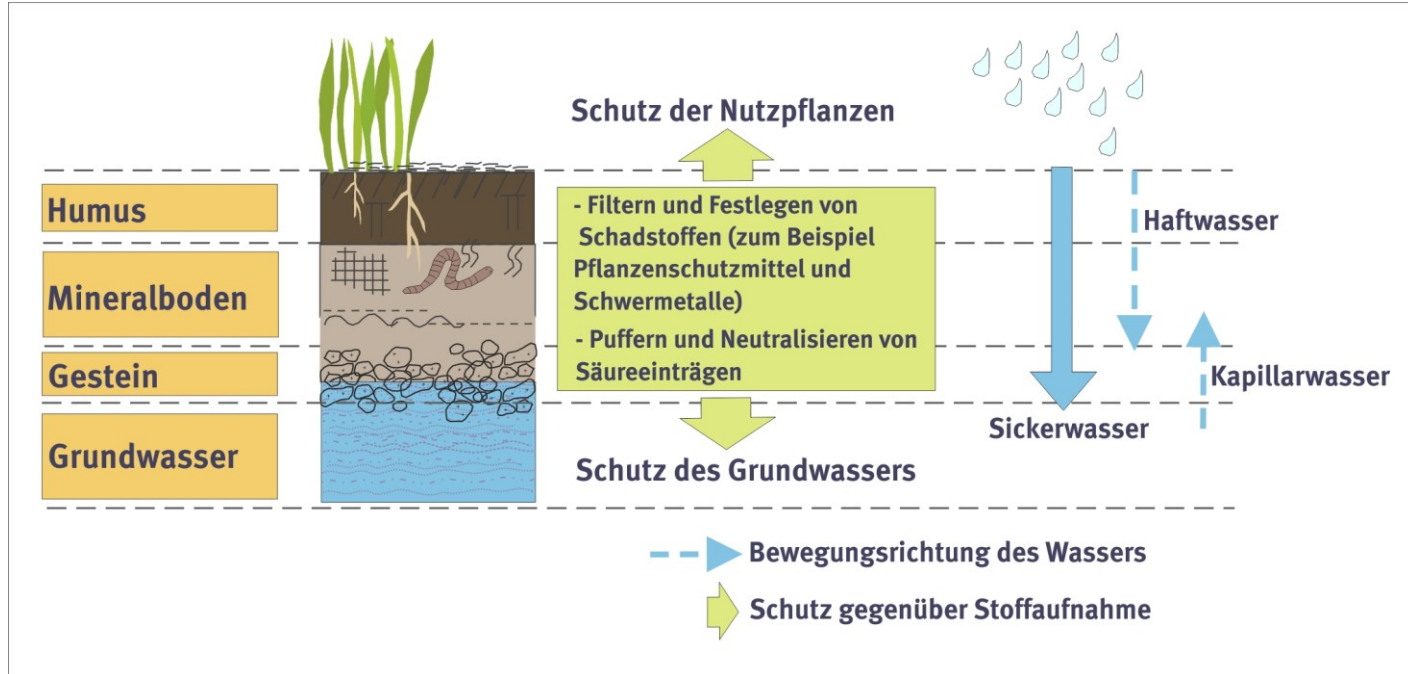 Schutz der Nutzpflanzen
Humus
Mineralboden
Gestein
Grundwasser
- Filtern und Festlegen von
Schadstoffen (zum Beispiel
Pflanzenschutzmittel und
Schwermetalle)
- Puffern und Neutralisieren von
Säureeinträgen
Schutz des Grundwassers
Haftwasser
Kapillarwasser
Sickerwasser
Bewegungsrichtung des Wassers
Schutz gegenüber Stoffaufnahme